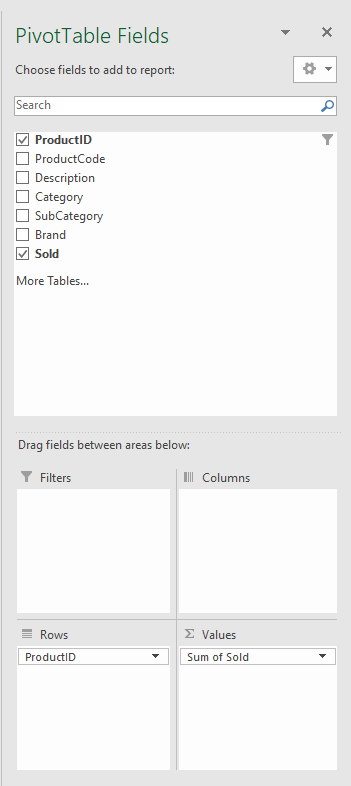 PivotTable Fields
Choose fields to add to report:
Search
ProductID
ProductCode
Description
Category
SubCategory
Brand
Sold
More Tables...
Drag fields between areas below:
Filters
Columns
Rows
Values
ProductID
Sum of Sold